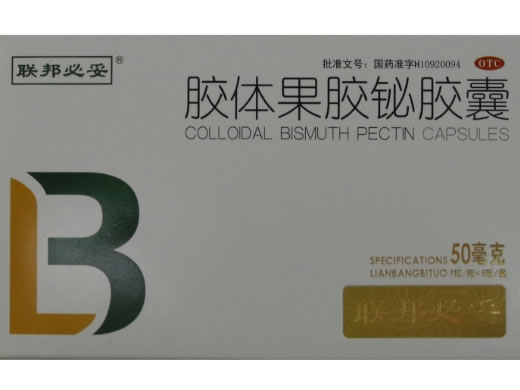 联邦必妥®
批准文号：国药准字H10920094 OTC
胶体果胶铋胶囊
COLLOIDAL BISMUTH PECTIN CAPSULES
LB
SPECIFICATIONS 50毫克
LIANBANGBITUO
联邦必妥